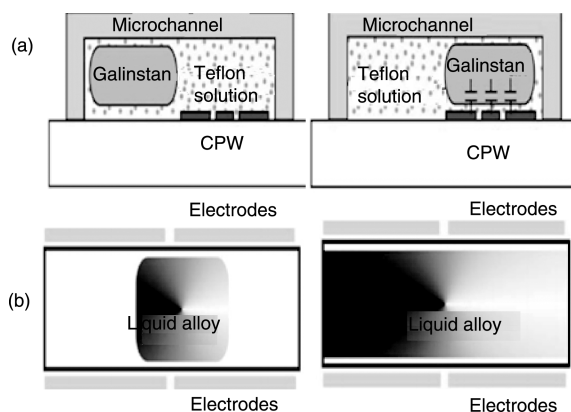 (a)
Microchannel
Galinstan
Teflon
solution
CPW
Microchannel
Teflon
solution
Galinstan
CPW
Electrodes
Electrodes
(b)
Liquid alloy
Liquid alloy
Electrodes
Electrodes